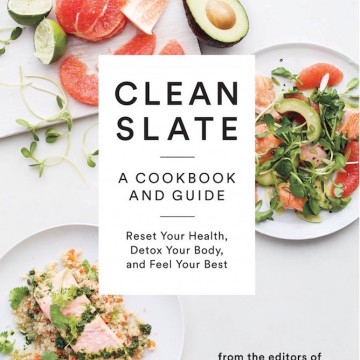 CLEAN
SLATE
A COOKBOOK
AND GUIDE
Reset Your Health,
Detox Your Body,
and Feel Your Best
from the editors of